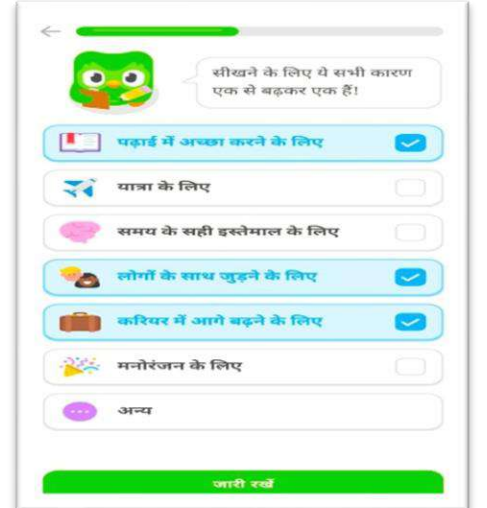 सीखने के लिए ये सभी कारण
एक से बढ़कर एक हैं!
पढ़ाई में अच्छा करने के लिए
यात्रा के लिए
समय के सही इस्तेमाल के लिए
लोगों के साथ जुड़ने के लिए
करियर में आगे बढ़ने के लिए
मनोरंजन के लिए
अन्य
जारी रखें